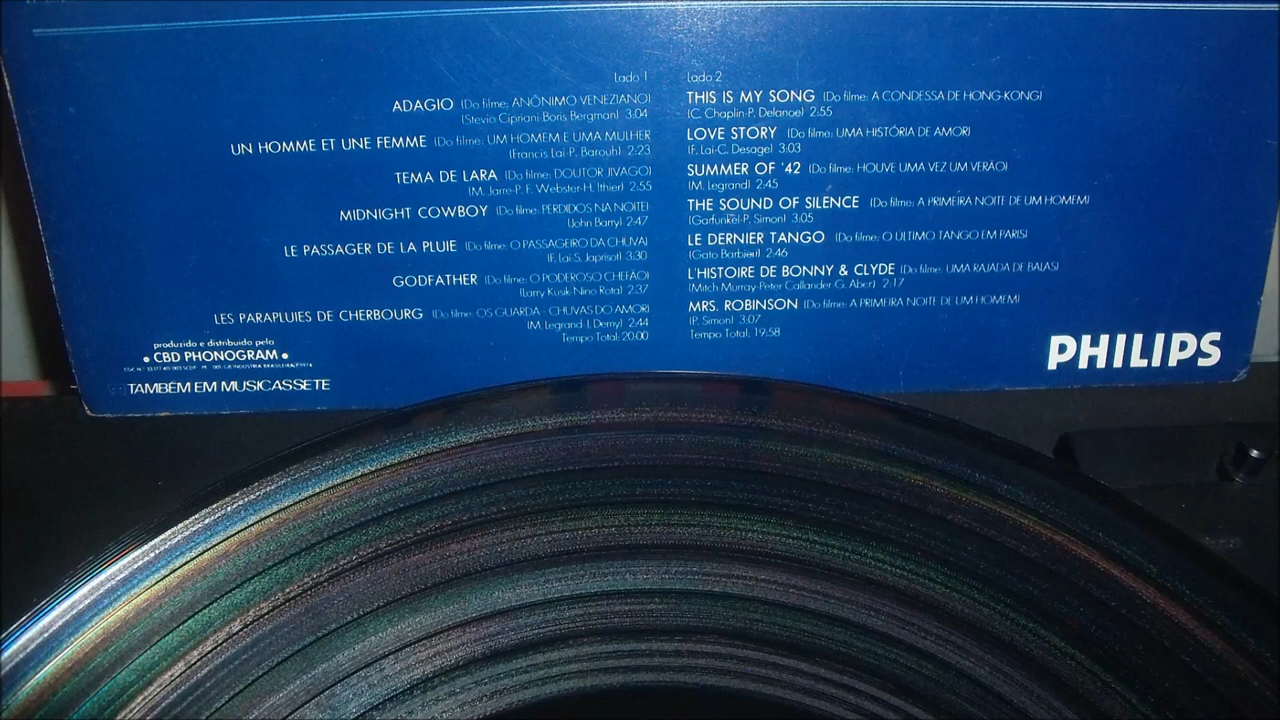 Lado 1
ADAGIO (Do filme: ANÔNIMO VENEZIANO)
(Stevio Cipriani-Boris Bergman) 3:04
UN HOMME ET UNE FEMME (Do filme: UM HOMEM E UMA MULHER
(Francis Lai-P. Barouh) 2:23
TEMA DE LARA (Do filme: DOUTOR JIVAGO)
(M. Jarre-P. F. Webster-H. Ithier) 2:55
MIDNIGHT COWBOY (Do filme: PERDIDOS NA NOITE)
(John Barry) 2:47
LE PASSAGER DE LA PLUIE (Do filme: O PASSAGEIRO DA CHUVA)
(F. Lai-S. Japrisot) 3:30
GODFATHER (Do filme: O PODEROSO CHEFÃO)
(Larry Kusik-Nino Rota) 2:37
LES PARAPLUIES DE CHERBOURG (Do filme: OS GUARDA - CHUVAS DO AMOR)
(M. Legrand-J. Demy) 2:44
Tempo Total: 20:00
Lado 2
THIS IS MY SONG (Do filme: A CONDESSA DE HONG-KONG)
(C. Chaplin-P. Delanoe) 2:55
LOVE STORY (Do filme: UMA HISTÓRIA DE AMOR)
(F. Lai-C. Desage) 3:03
SUMMER OF '42 (Do filme: HOUVE UMA VEZ UM VERÃO)
(M. Legrand) 2:45
THE SOUND OF SILENCE (Do filme: A PRIMEIRA NOITE DE UM HOMEM)
(Garfunkel-P. Simon) 3:05
LE DERNIER TANGO (Do filme: O ÚLTIMO TANGO EM PARIS)
(Gato Barbieri) 2:46
L'HISTOIRE DE BONNY & CLYDE (Do filme: UMA RAJADA DE BALAS)
(Mitch Murray-Peter Callander-G. Aber) 2:17
MRS. ROBINSON (Do filme: A PRIMEIRA NOITE DE UM HOMEM)
(P. Simon) 3:07
Tempo Total: 19:58
produzido e distribuido pela
• CBD PHONOGRAM •
INDÚSTRIA BRASILEIRA
TAMBÉM EM MUSICASSETE
PHILIPS